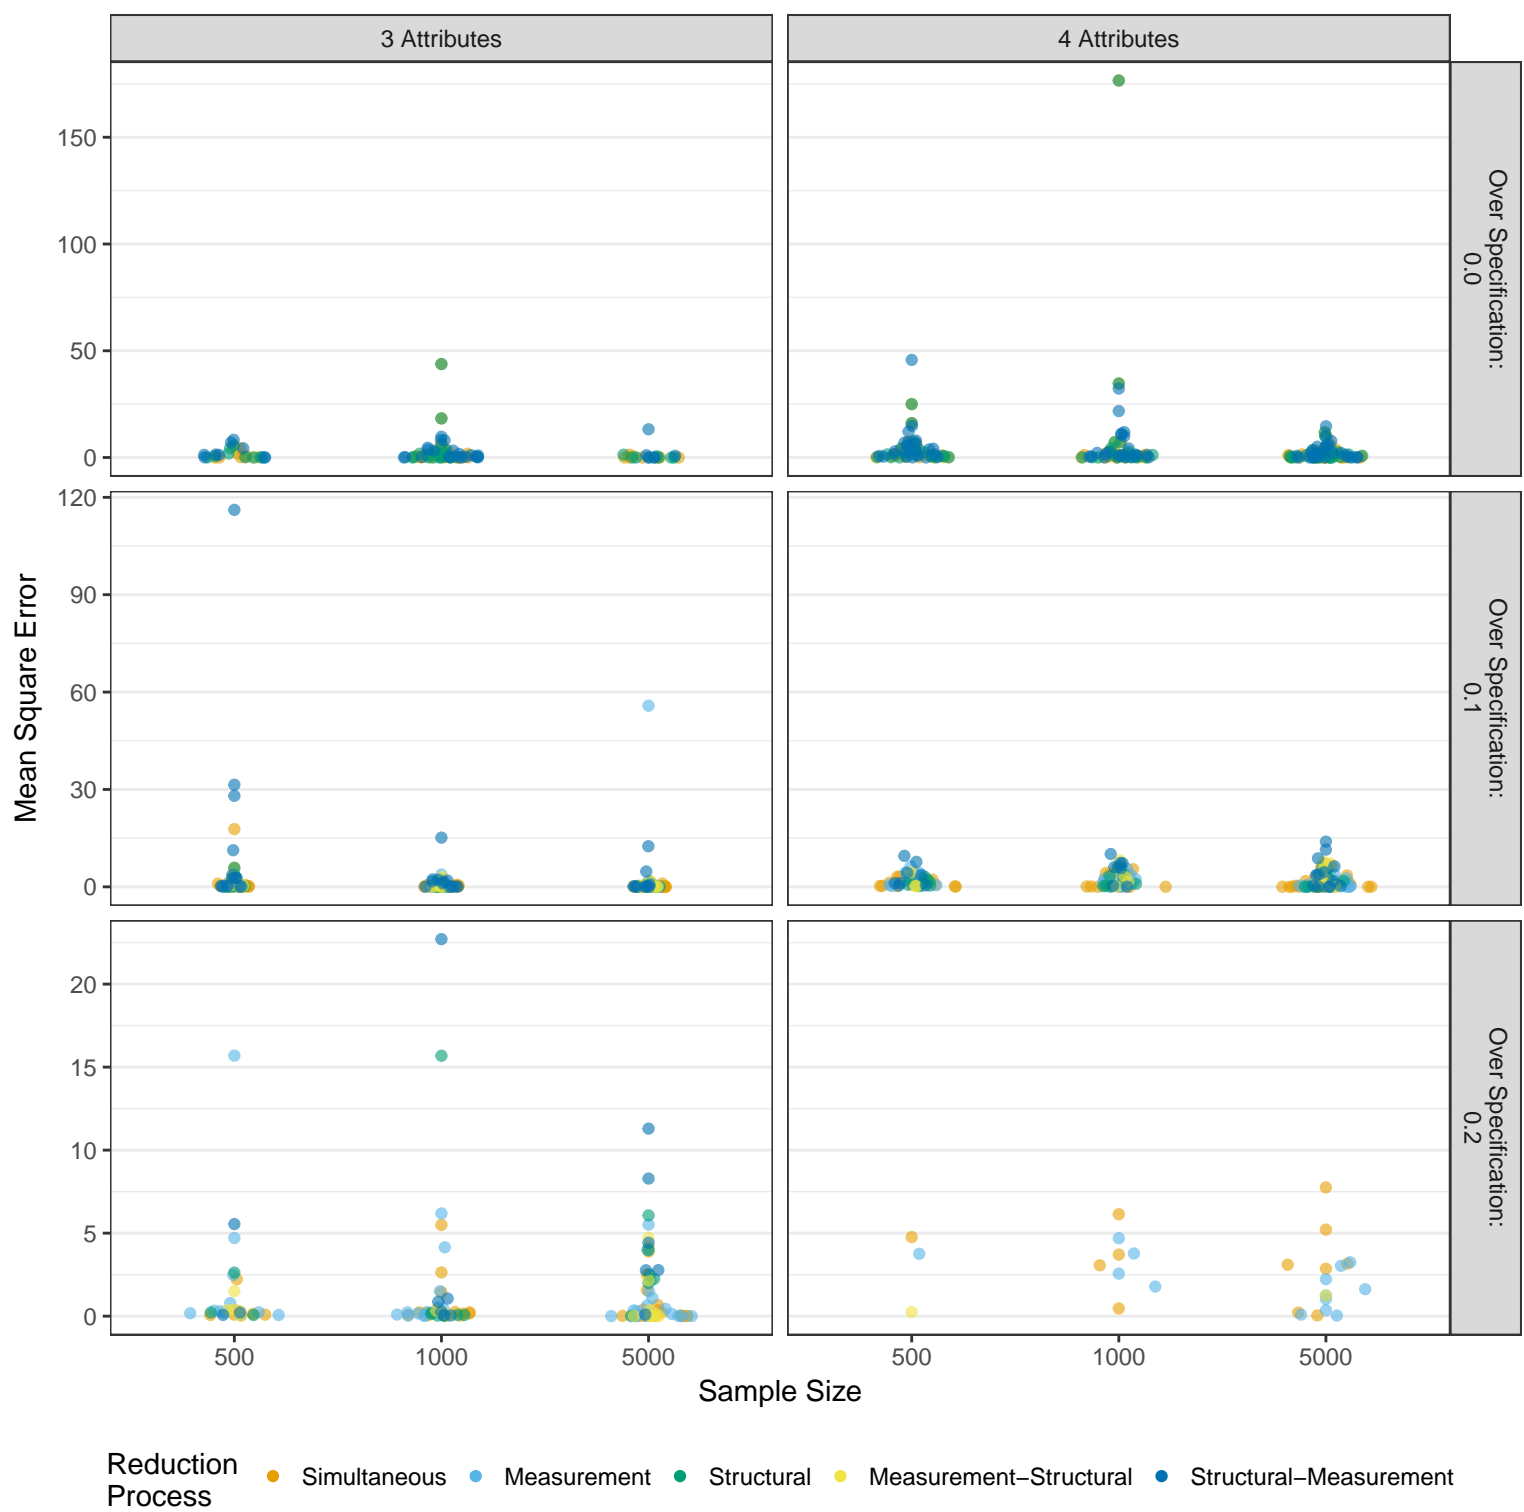 3 Attributes
4 Attributes
150
100
50
0
Over Specification:
0.0
120
90
60
30
0
Over Specification:
0.1
20
15
10
5
0
Over Specification:
0.2
Mean Square Error
500
1000
5000
500
1000
5000
Sample Size
Reduction
Process
Simultaneous
Measurement
Structural
Measurement−Structural
Structural−Measurement